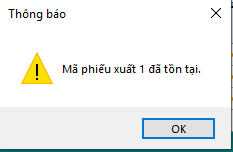 Thông báo
Mã phiếu xuất 1 đã tồn tại.
OK